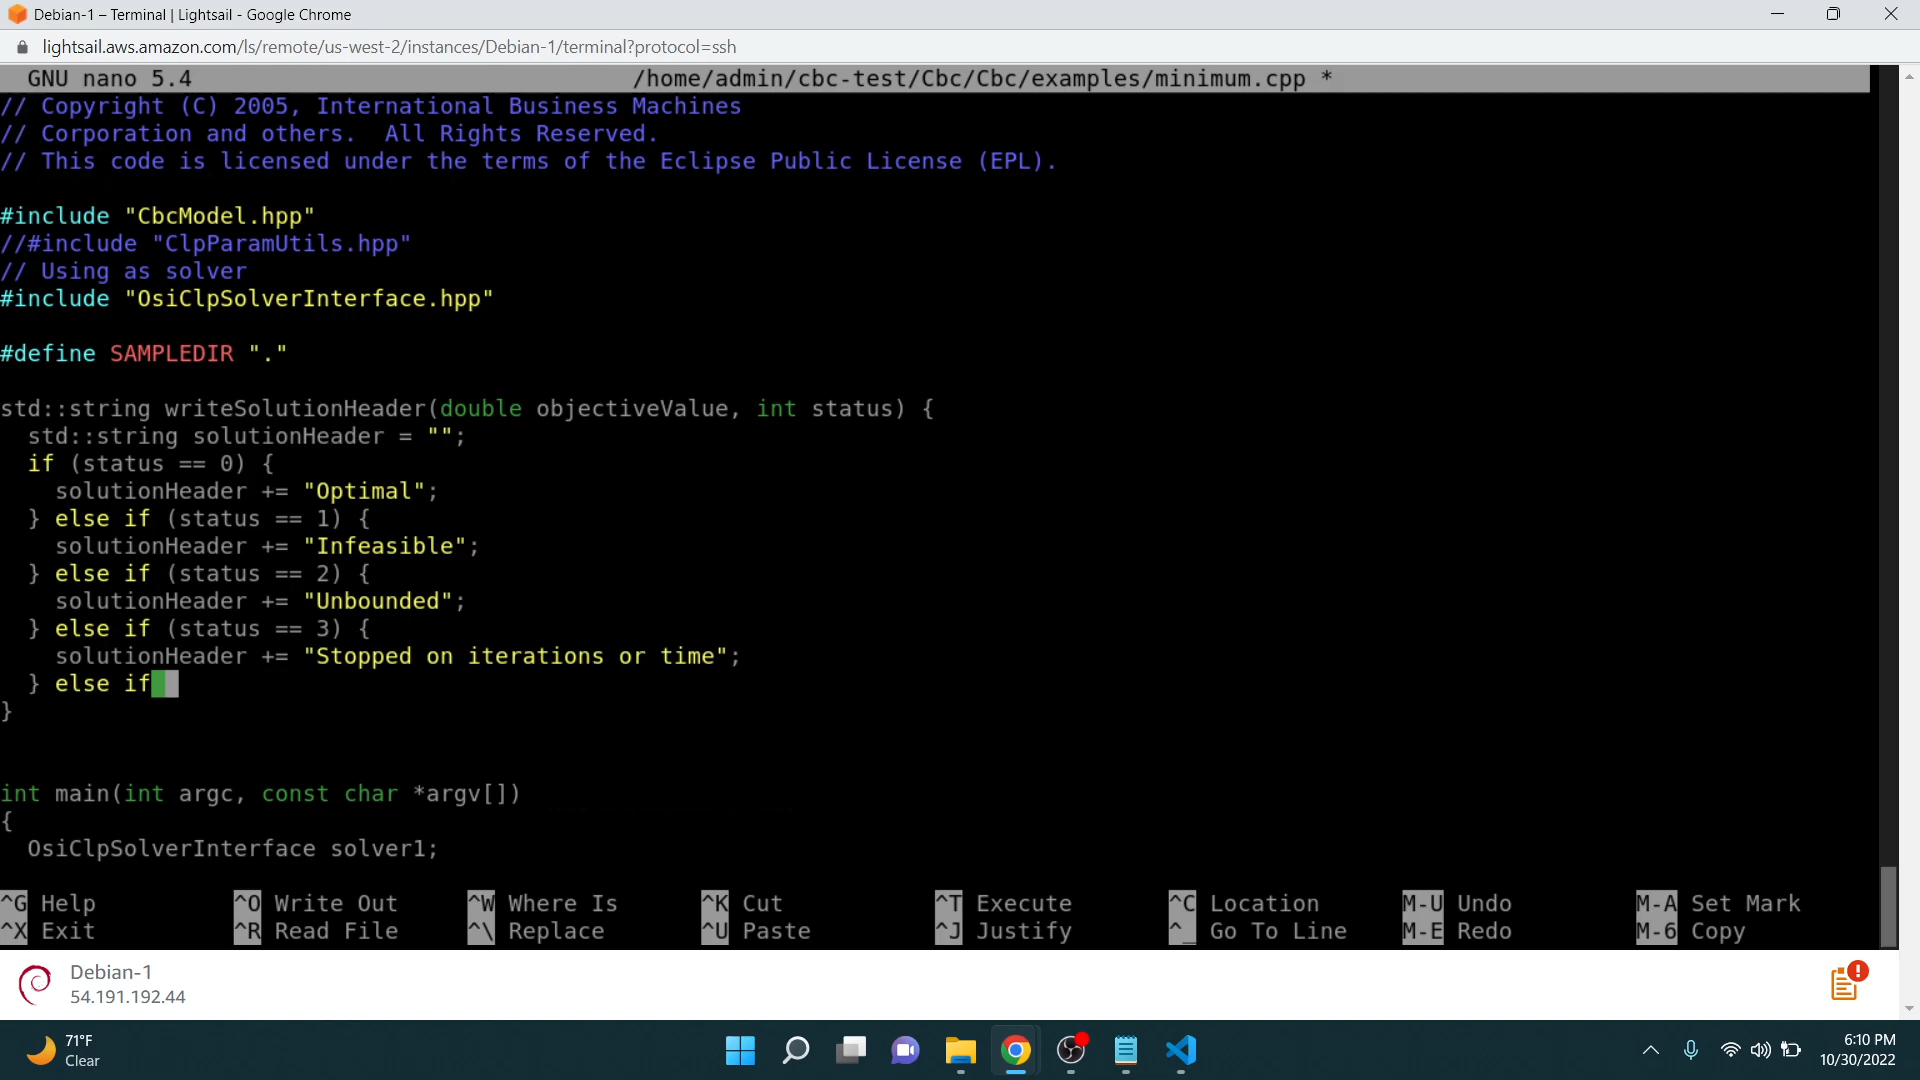 Debian-1 – Terminal | Lightsail - Google Chrome
lightsail.aws.amazon.com/ls/remote/us-west-2/instances/Debian-1/terminal?protocol=ssh
GNU nano 5.4 /home/admin/cbc-test/Cbc/Cbc/examples/minimum.cpp *
// Copyright (C) 2005, International Business Machines
// Corporation and others.  All Rights Reserved.
// This code is licensed under the terms of the Eclipse Public License (EPL).
#include "CbcModel.hpp"
//#include "ClpParamUtils.hpp"
// Using as solver
#include "OsiClpSolverInterface.hpp"
#define SAMPLEDIR "."
std::string writeSolutionHeader(double objectiveValue, int status) {
  std::string solutionHeader = "";
  if (status == 0) {
    solutionHeader += "Optimal";
  } else if (status == 1) {
    solutionHeader += "Infeasible";
  } else if (status == 2) {
    solutionHeader += "Unbounded";
  } else if (status == 3) {
    solutionHeader += "Stopped on iterations or time";
  } else if
}
int main(int argc, const char *argv[])
{
  OsiClpSolverInterface solver1;
^G Help ^O Write Out ^W Where Is ^K Cut ^T Execute ^C Location M-U Undo M-A Set Mark
^X Exit ^R Read File ^\ Replace ^U Paste ^J Justify ^_ Go To Line M-E Redo M-6 Copy
Debian-1
54.191.192.44
71°F
Clear
6:10 PM
10/30/2022